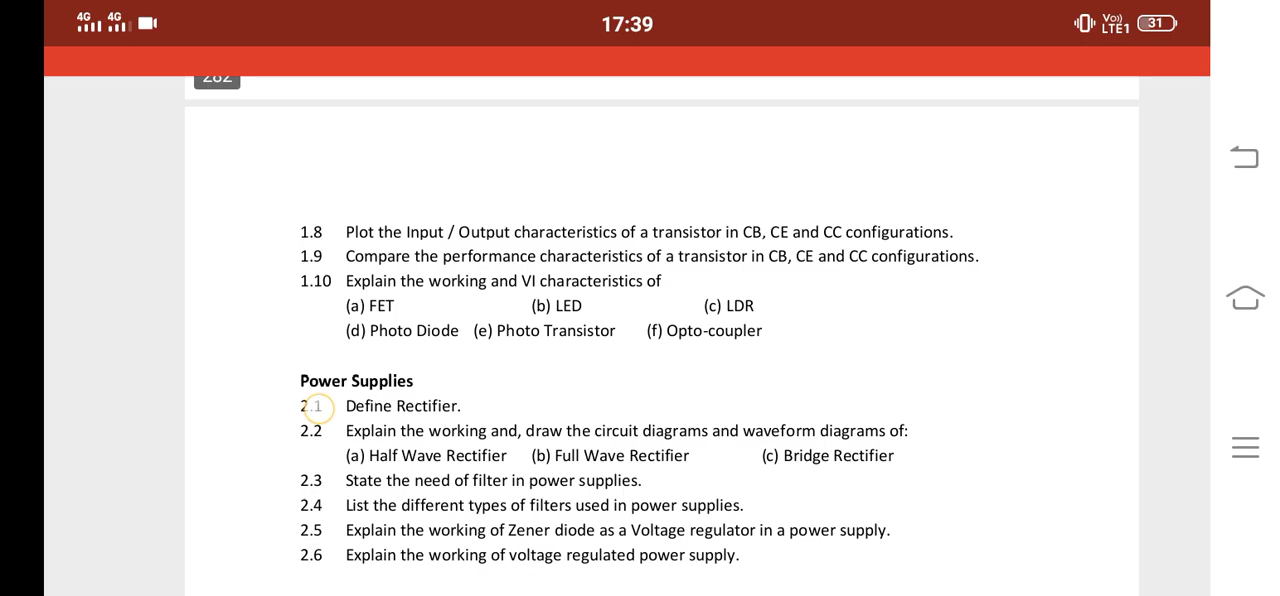 4G 4G 17:39 Vo)) LTE1 31
282
1.8 Plot the Input / Output characteristics of a transistor in CB, CE and CC configurations.
1.9 Compare the performance characteristics of a transistor in CB, CE and CC configurations.
1.10 Explain the working and VI characteristics of
(a) FET (b) LED (c) LDR
(d) Photo Diode (e) Photo Transistor (f) Opto-coupler
Power Supplies
2.1 Define Rectifier.
2.2 Explain the working and, draw the circuit diagrams and waveform diagrams of:
(a) Half Wave Rectifier (b) Full Wave Rectifier (c) Bridge Rectifier
2.3 State the need of filter in power supplies.
2.4 List the different types of filters used in power supplies.
2.5 Explain the working of Zener diode as a Voltage regulator in a power supply.
2.6 Explain the working of voltage regulated power supply.